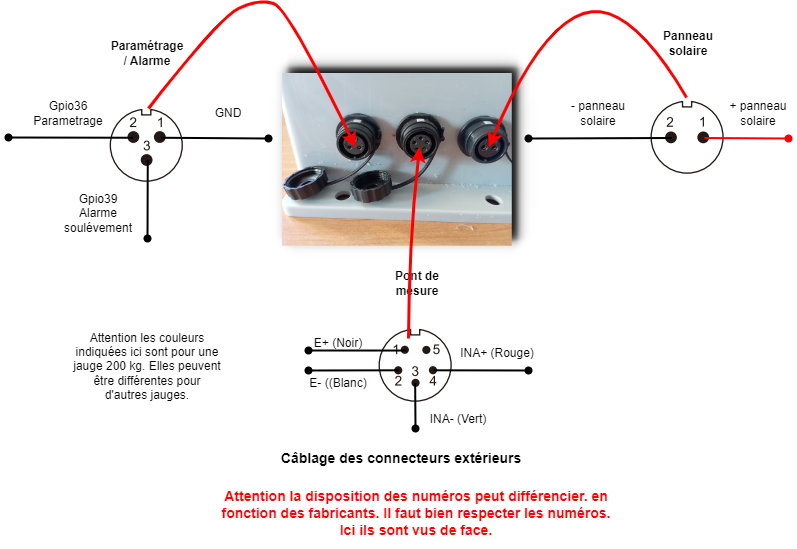 Paramétrage
/ Alarme
Gpio36
Parametrage
GND
2
1
3
Gpio39
Alarme
soulévement
Panneau
solaire
- panneau
solaire
+ panneau
solaire
2
1
Pont de
mesure
E+ (Noir)
E- ((Blanc)
INA+ (Rouge)
INA- (Vert)
1
5
2
3
4
Attention les couleurs
indiquées ici sont pour une
jauge 200 kg. Elles peuvent
être différentes pour
d'autres jauges.
Câblage des connecteurs extérieurs
Attention la disposition des numéros peut différencier. en
fonction des fabricants. Il faut bien respecter les numéros.
Ici ils sont vus de face.